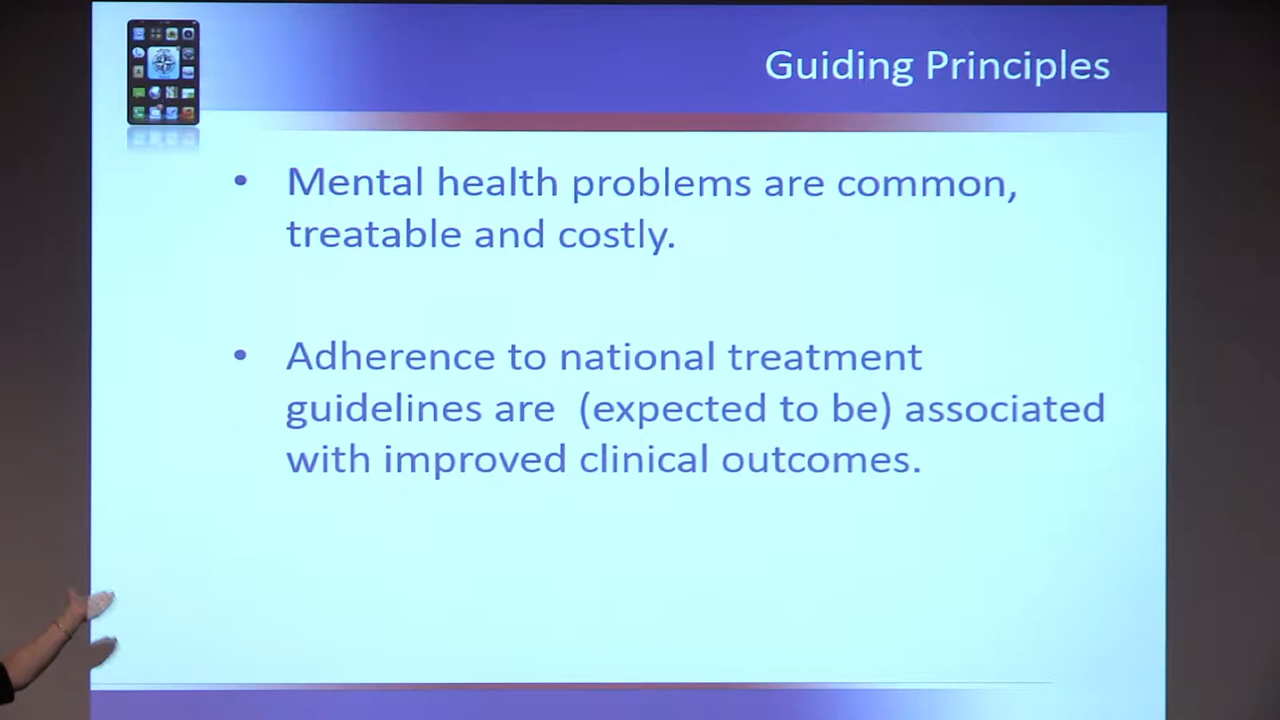 Guiding Principles
• Mental health problems are common,
treatable and costly.
• Adherence to national treatment
guidelines are (expected to be) associated
with improved clinical outcomes.